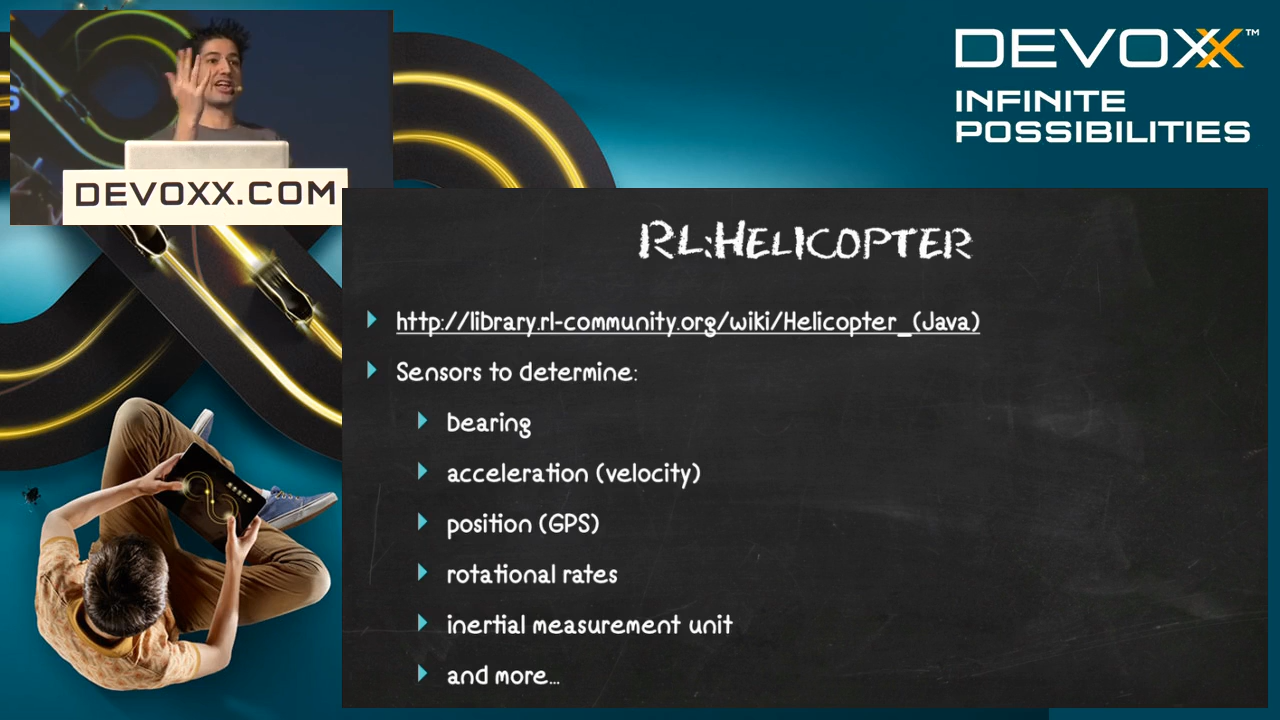 DEVOXX™
INFINITE
POSSIBILITIES
DEVOXX.COM
RL:HELICOPTER
http://library.rl-community.org/wiki/Helicopter_(Java)
Sensors to determine:
bearing
acceleration (velocity)
position (GPS)
rotational rates
inertial measurement unit
and more...